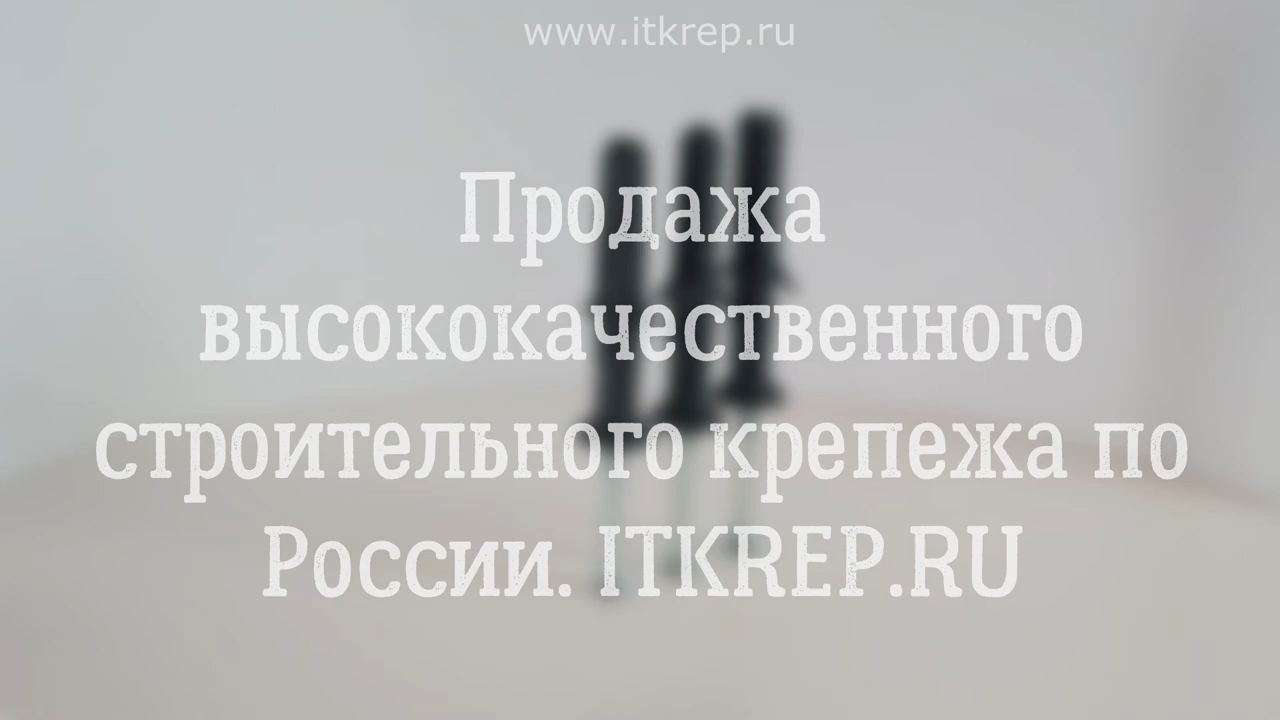 www.itkrep.ru
Продажа
высококачественного
строительного крепежа по
России. ITKREP.RU